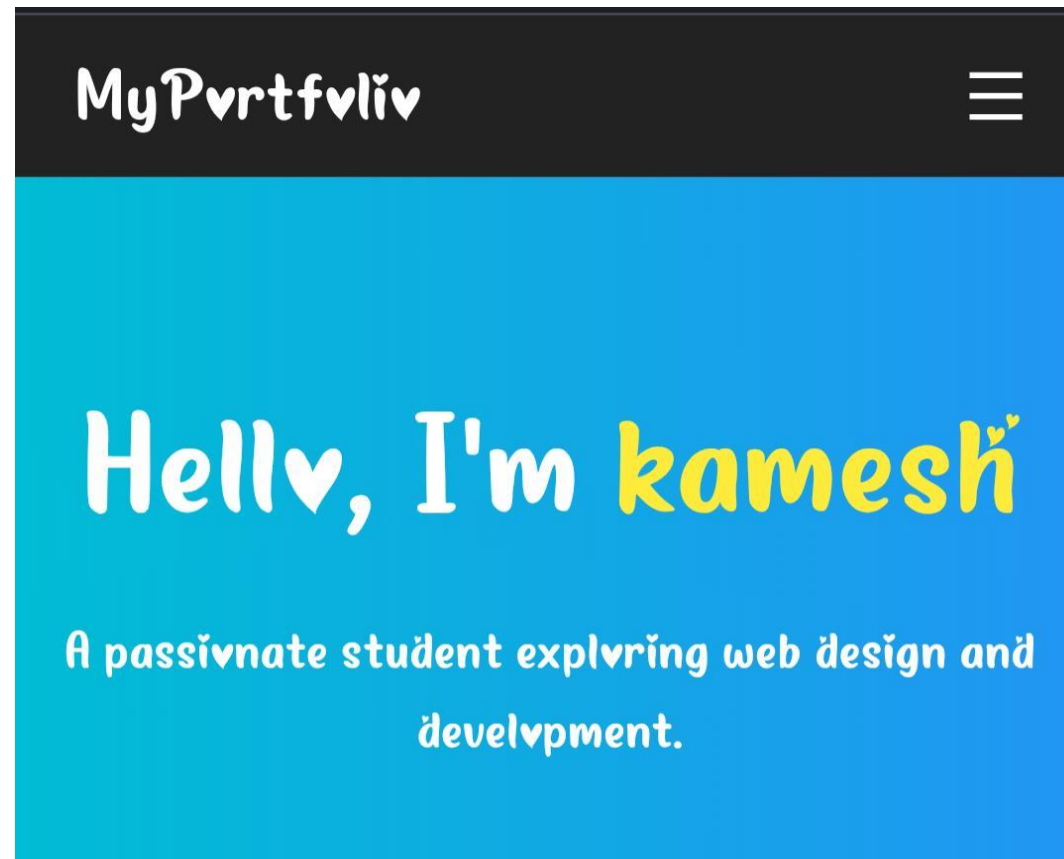 MyPortfolio
Hello, I'm kamesh
A passionate student exploring web design and
development.